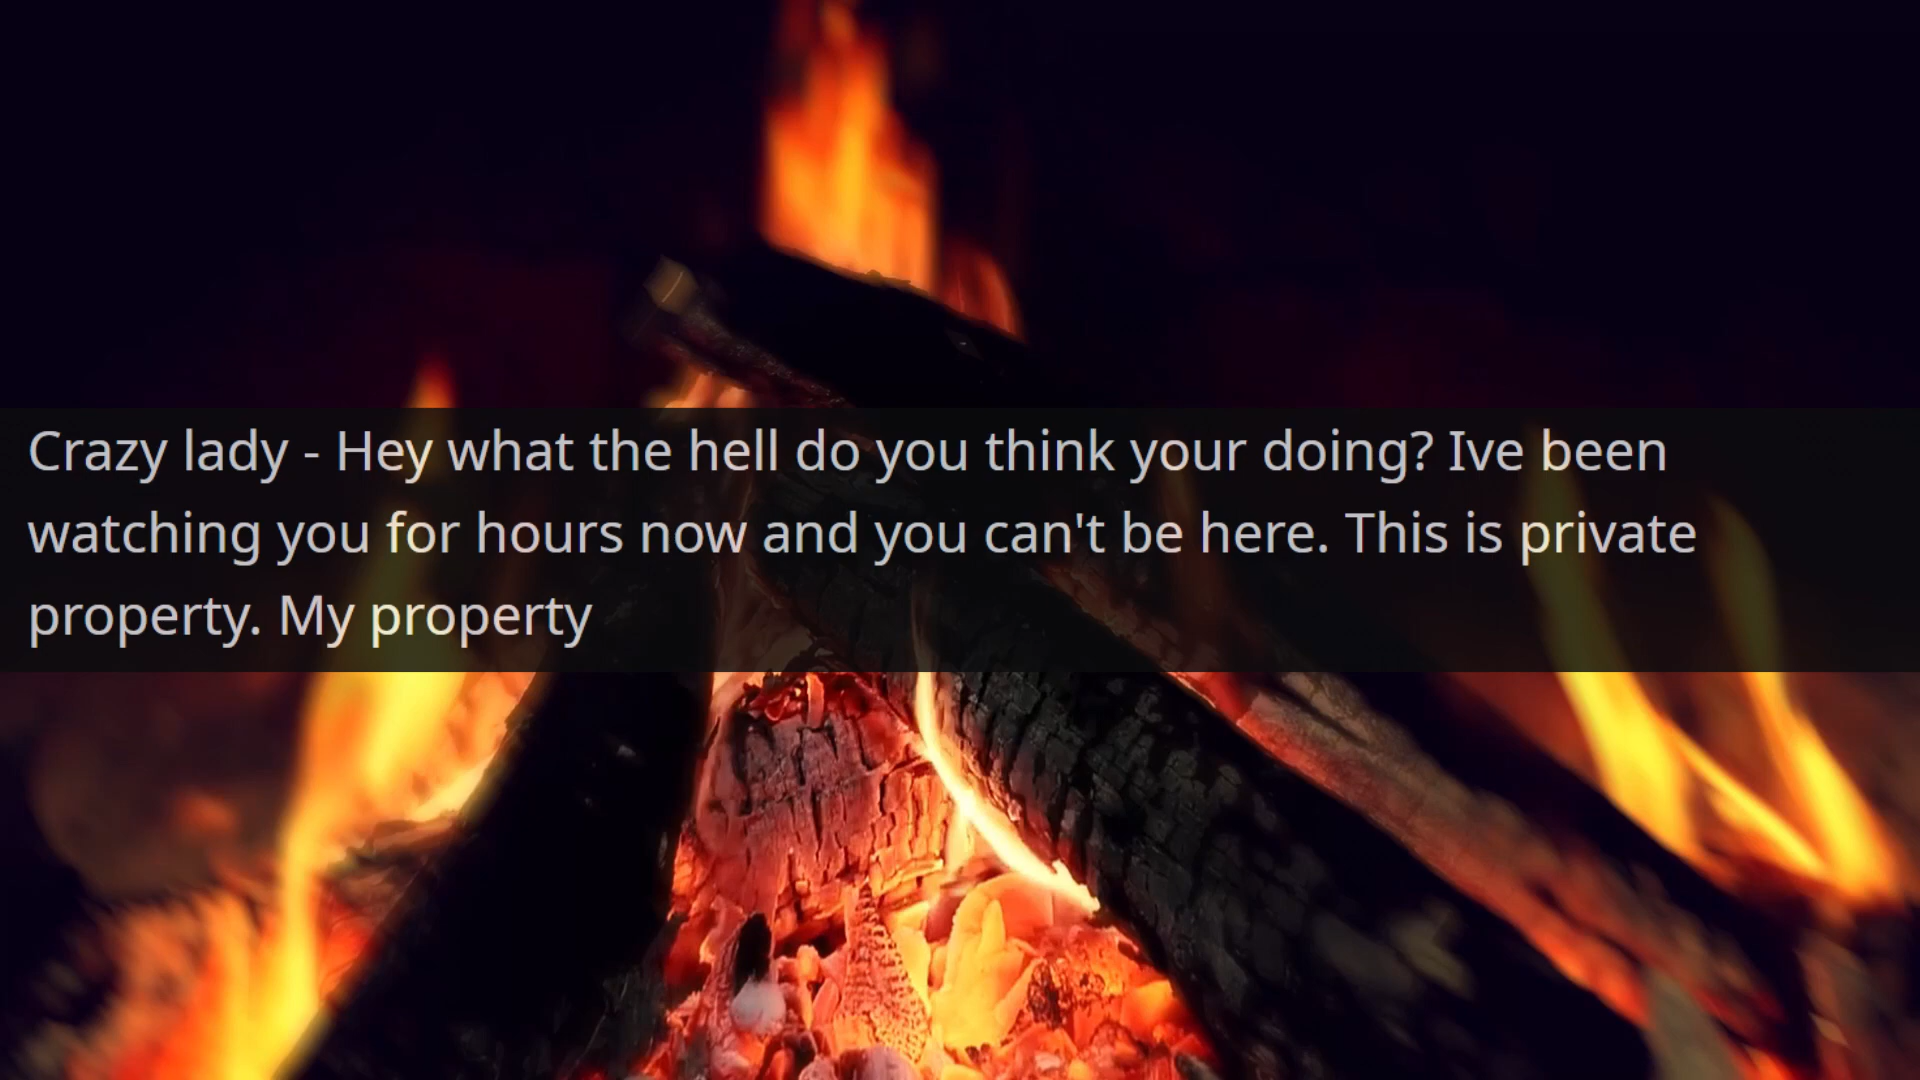 Crazy lady - Hey what the hell do you think your doing? Ive been
watching you for hours now and you can't be here. This is private
property. My property